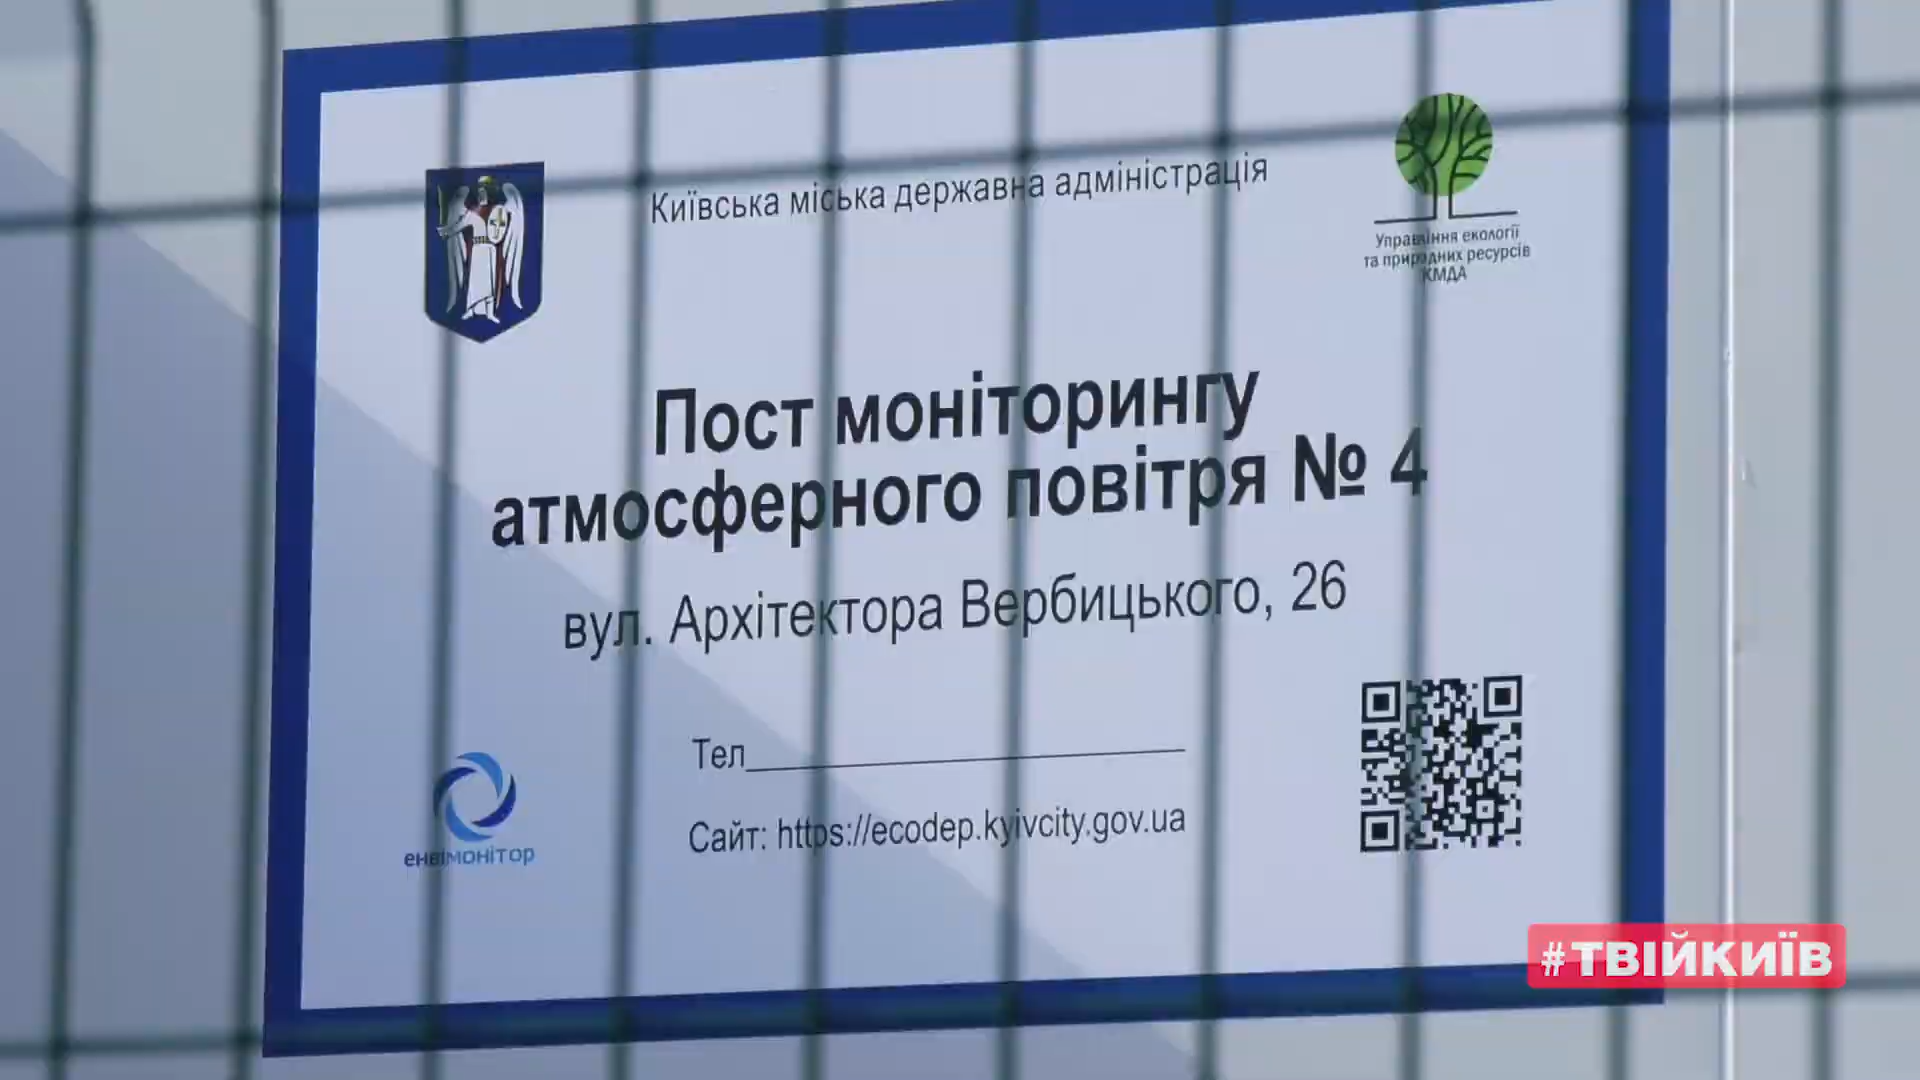 Київська міська державна адміністрація
Управління екології
та природних ресурсів
КМДА
Пост моніторингу
атмосферного повітря № 4
вул. Архітектора Вербицького, 26
Тел
Сайт: https://ecodep.kyivcity.gov.ua
енвімонітор
#ТВІЙКИЇВ